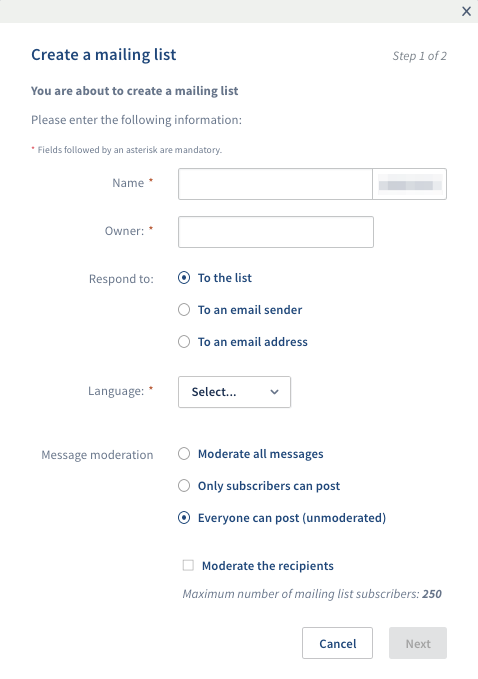 Create a mailing list
Step 1 of 2
You are about to create a mailing list
Please enter the following information:
* Fields followed by an asterisk are mandatory.
Name *
Owner: *
Respond to:
To the list
To an email sender
To an email address
Language: *
Select...
Message moderation
Moderate all messages
Only subscribers can post
Everyone can post (unmoderated)
Moderate the recipients
Maximum number of mailing list subscribers: 250
Cancel
Next